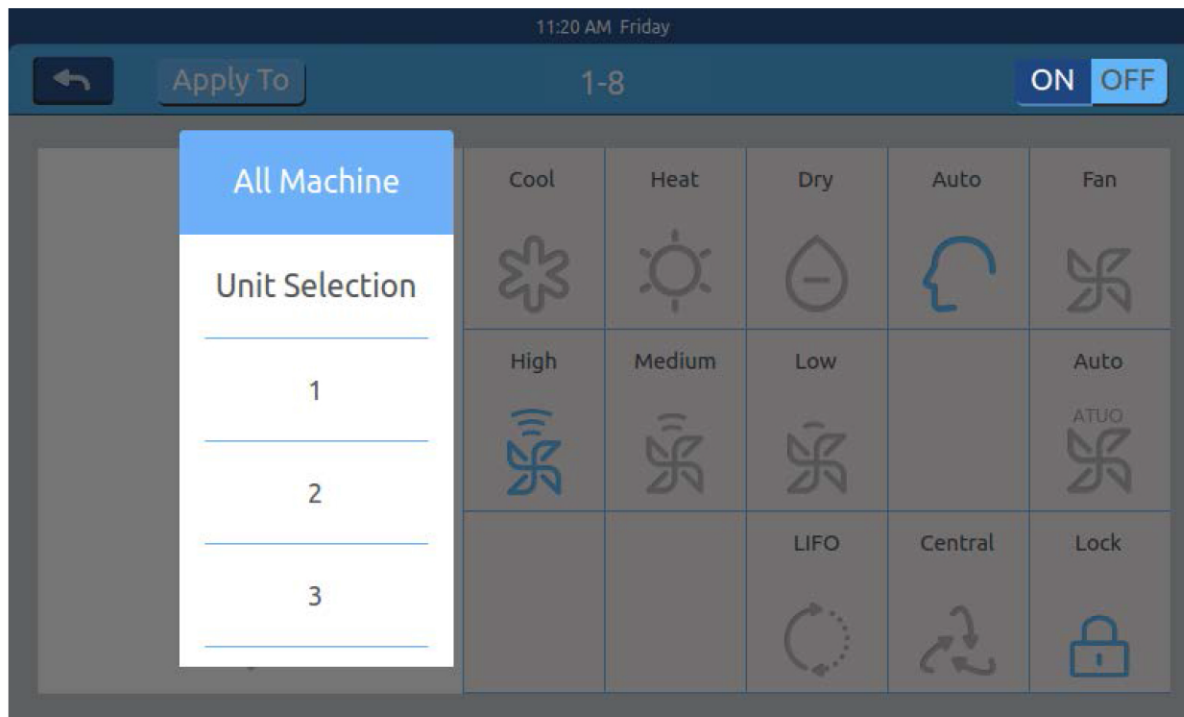 11:20 AM Friday
Apply To
1-8
ON OFF
All Machine
Unit Selection
1
2
3
Cool Heat Dry Auto Fan
High Medium Low Auto
ATUO
LIFO Central Lock